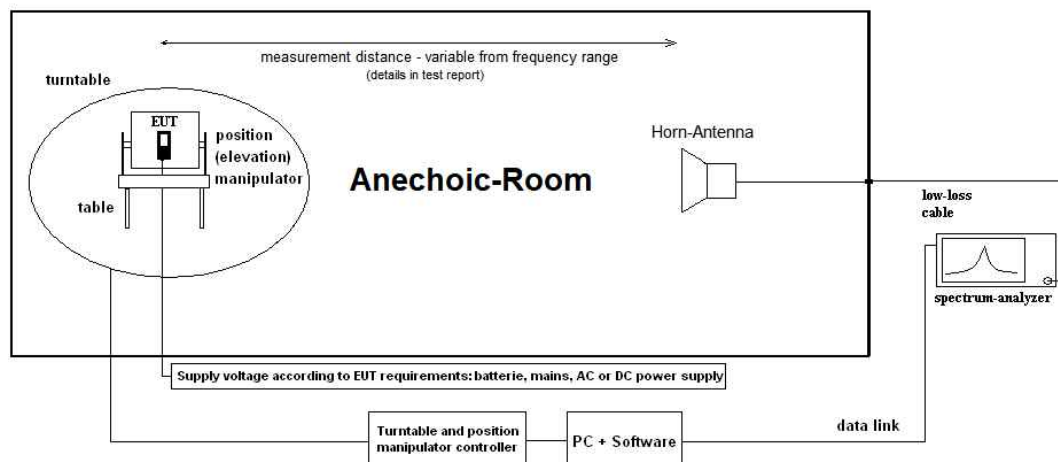 measurement distance - variable from frequency range
(details in test report)
turntable
EUT
position
(elevation)
manipulator
table
Anechoic-Room
Horn-Antenna
low-loss
cable
spectrum-analyzer
Supply voltage according to EUT requirements: batterie, mains, AC or DC power supply
Turntable and position
manipulator controller
PC + Software
data link